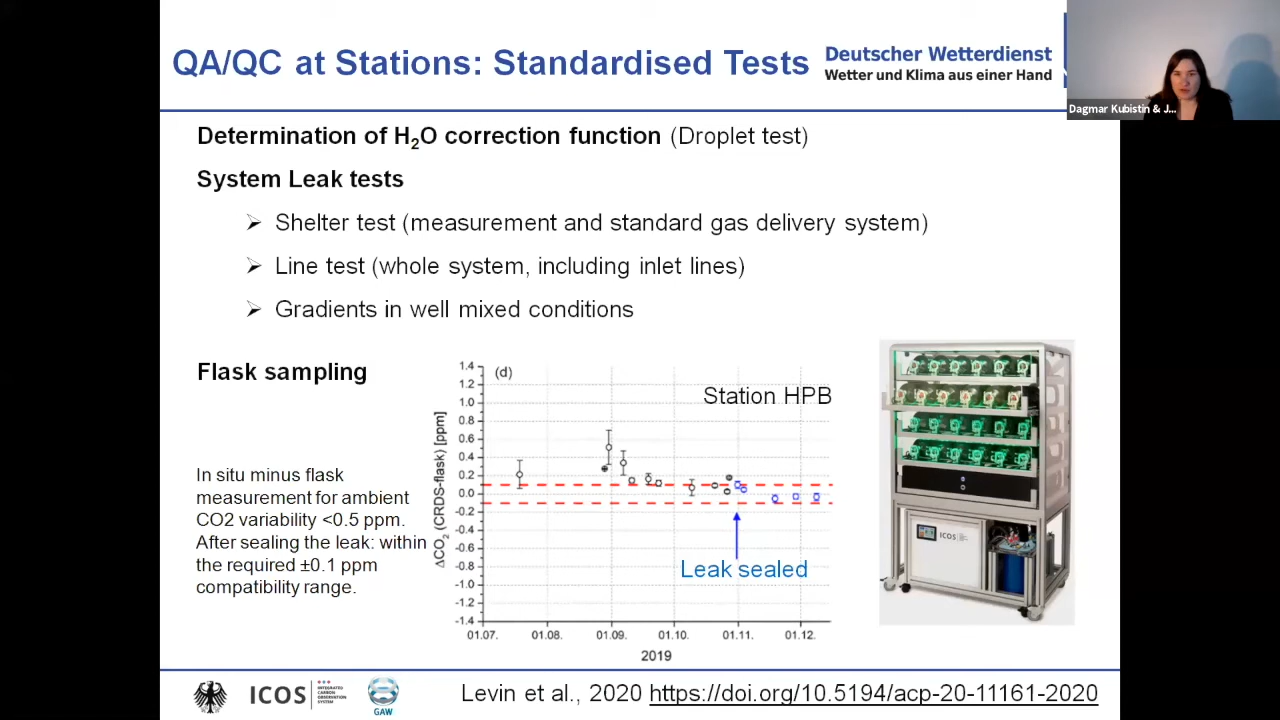 QA/QC at Stations: Standardised Tests
Deutscher Wetterdienst
Wetter und Klima aus einer Hand
Dagmar Kubistin & J...
Determination of H2O correction function (Droplet test)
System Leak tests
➢ Shelter test (measurement and standard gas delivery system)
➢ Line test (whole system, including inlet lines)
➢ Gradients in well mixed conditions
Flask sampling
In situ minus flask
measurement for ambient
CO2 variability <0.5 ppm.
After sealing the leak: within
the required ±0.1 ppm
compatibility range.
(d)
Station HPB
ΔCO2 (CRDS-flask) [ppm]
1.4
1.2
1.0
0.8
0.6
0.4
0.2
0.0
-0.2
-0.4
-0.6
-0.8
-1.0
-1.2
-1.4
Leak sealed
01.07. 01.08. 01.09. 01.10. 01.11. 01.12.
2019
ICOS
ICOS
INTEGRATED
CARBON
OBSERVATION
SYSTEM
GAW
Levin et al., 2020 https://doi.org/10.5194/acp-20-11161-2020